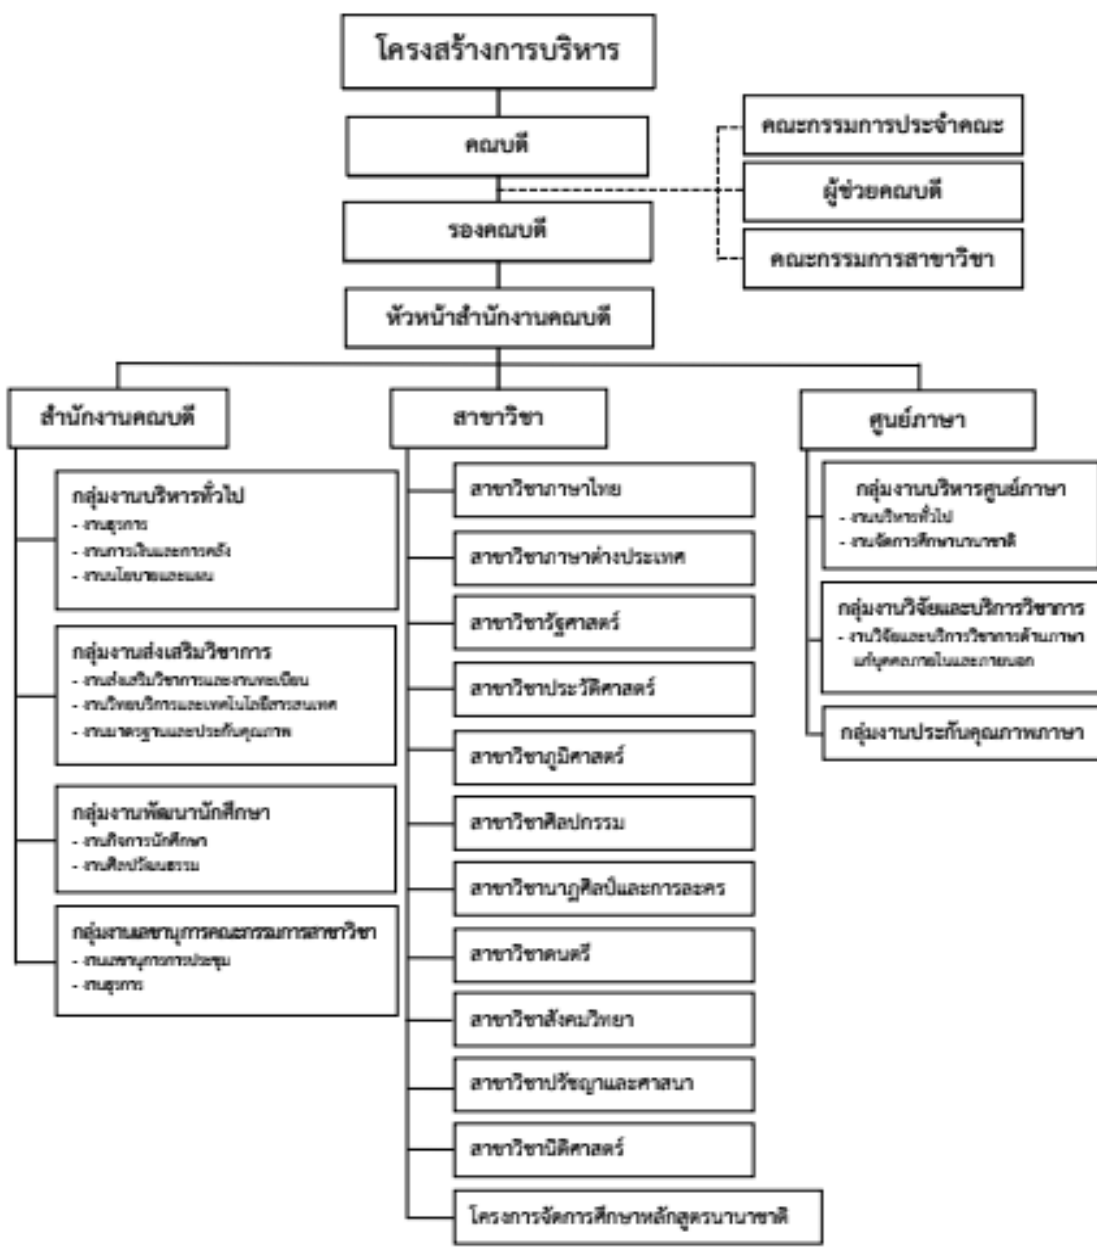 โครงสร้างการบริหาร
คณบดี
คณะกรรมการประจำคณะ
ผู้ช่วยคณบดี
รองคณบดี
คณะกรรมการสาขาวิชา
หัวหน้าสำนักงานคณบดี
สำนักงานคณบดี
กลุ่มงานบริหารทั่วไป
- งานธุรการ
- งานการเงินและการคลัง
- งานนโยบายและแผน
กลุ่มงานส่งเสริมวิชาการ
- งานส่งเสริมวิชาการและงานทะเบียน
- งานวิทยบริการและเทคโนโลยีสารสนเทศ
- งานมาตรฐานและประกันคุณภาพ
กลุ่มงานพัฒนานักศึกษา
- งานกิจการนักศึกษา
- งานศิลปวัฒนธรรม
กลุ่มงานเลขานุการคณะกรรมการสาขาวิชา
- งานเลขานุการการประชุม
- งานธุรการ
สาขาวิชา
สาขาวิชาภาษาไทย
สาขาวิชาภาษาต่างประเทศ
สาขาวิชารัฐศาสตร์
สาขาวิชาประวัติศาสตร์
สาขาวิชาภูมิศาสตร์
สาขาวิชาศิลปกรรม
สาขาวิชานาฏศิลป์และการละคร
สาขาวิชาดนตรี
สาขาวิชาสังคมวิทยา
สาขาวิชาปรัชญาและศาสนา
สาขาวิชานิติศาสตร์
โครงการจัดการศึกษาหลักสูตรนานาชาติ
ศูนย์ภาษา
กลุ่มงานบริหารศูนย์ภาษา
- งานบริหารทั่วไป
- งานจัดการศึกษานานาชาติ
กลุ่มงานวิจัยและบริการวิชาการ
- งานวิจัยและบริการวิชาการด้านภาษา
แก่บุคคลภายในและภายนอก
กลุ่มงานประกันคุณภาพภาษา